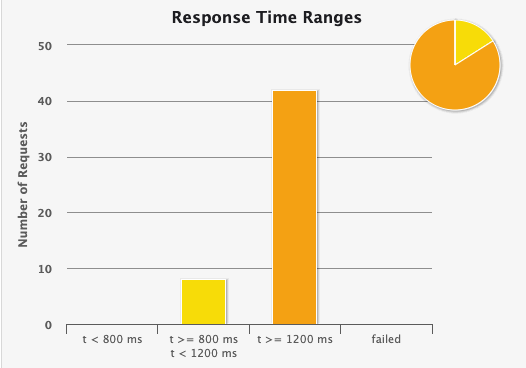 Response Time Ranges
50
40
30
20
10
0
Number of Requests
t < 800 ms
t >= 800 ms
t < 1200 ms
t >= 1200 ms
failed